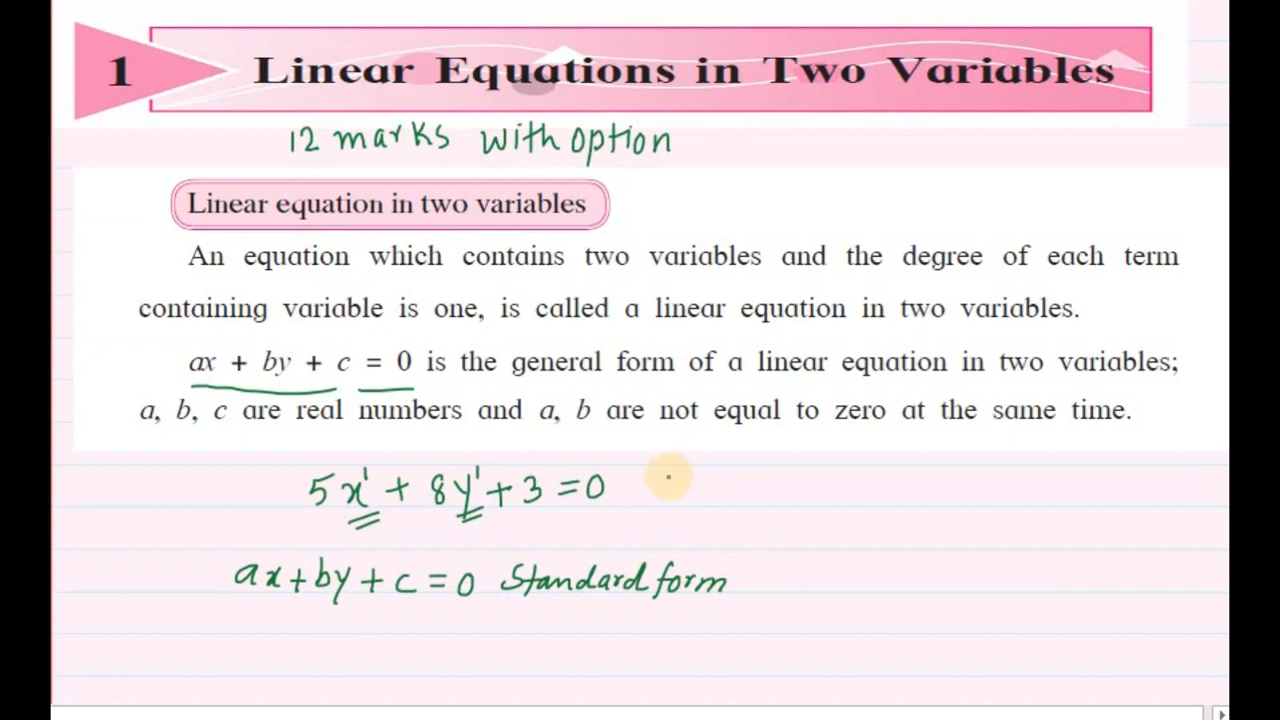 1 Linear Equations in Two Variables
12 marks with option
Linear equation in two variables
An equation which contains two variables and the degree of each term
containing variable is one, is called a linear equation in two variables.
ax + by + c = 0 is the general form of a linear equation in two variables;
a, b, c are real numbers and a, b are not equal to zero at the same time.
5x¹ + 8y¹ + 3 = 0
ax + by + c = 0 Standard form